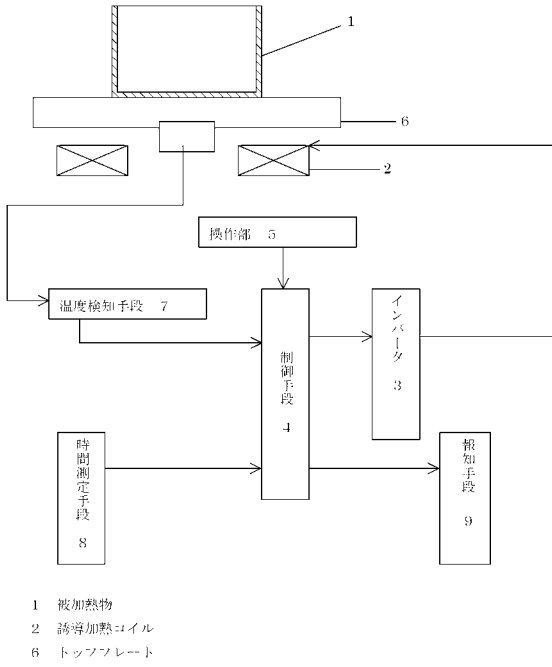 1
6
2
操作部 5
温度検知手段 7
インバータ 3
制御手段 4
時間測定手段 8
報知手段 9
1 被加熱物
2 誘導加熱コイル
6 トッププレート